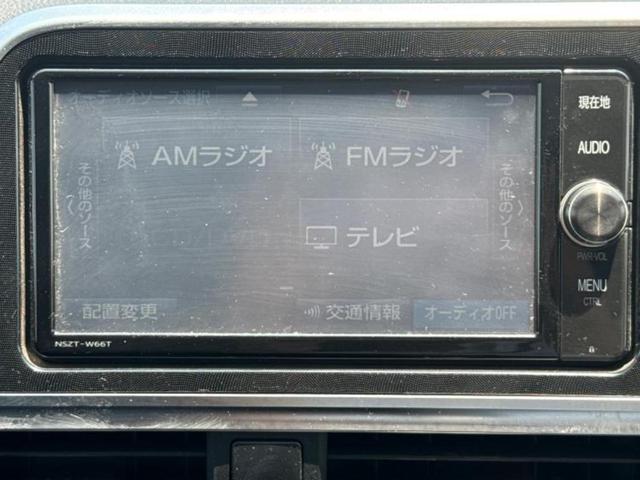 オーディオソース選択
現在地
AMラジオ
FMラジオ
AUDIO
その他のソース
その他のソース
テレビ
PWR·VOL
MENU
CTRL
配置変更
交通情報
オーディオOFF
NSZT-W66T